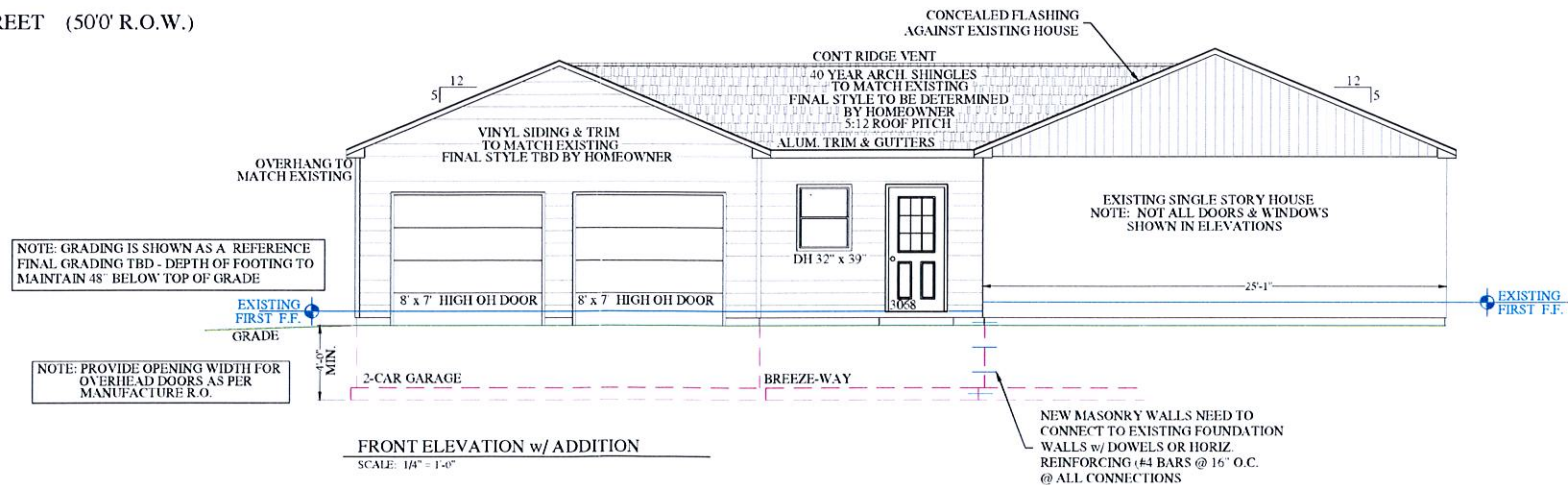 REET (50'0' R.O.W.)
CONCEALED FLASHING
AGAINST EXISTING HOUSE
CONT RIDGE VENT
40 YEAR ARCH. SHINGLES
TO MATCH EXISTING
FINAL STYLE TO BE DETERMINED
BY HOMEOWNER
5:12 ROOF PITCH
ALUM. TRIM & GUTTERS
12
5
12
5
VINYL SIDING & TRIM
TO MATCH EXISTING
FINAL STYLE TBD BY HOMEOWNER
OVERHANG TO
MATCH EXISTING
EXISTING SINGLE STORY HOUSE
NOTE: NOT ALL DOORS & WINDOWS
SHOWN IN ELEVATIONS
NOTE: GRADING IS SHOWN AS A REFERENCE
FINAL GRADING TBD - DEPTH OF FOOTING TO
MAINTAIN 48" BELOW TOP OF GRADE
DH 32" x 39"
8' x 7' HIGH OH DOOR
8' x 7' HIGH OH DOOR
3068
25'-1"
EXISTING
FIRST F.F.
EXISTING
FIRST F.F.
GRADE
4'-0"
MIN.
NOTE: PROVIDE OPENING WIDTH FOR
OVERHEAD DOORS AS PER
MANUFACTURE R.O.
2-CAR GARAGE
BREEZE-WAY
NEW MASONRY WALLS NEED TO
CONNECT TO EXISTING FOUNDATION
WALLS w/ DOWELS OR HORIZ.
REINFORCING (#4 BARS @ 16" O.C.
@ ALL CONNECTIONS
FRONT ELEVATION w/ ADDITION
SCALE: 1/4" = 1'-0"